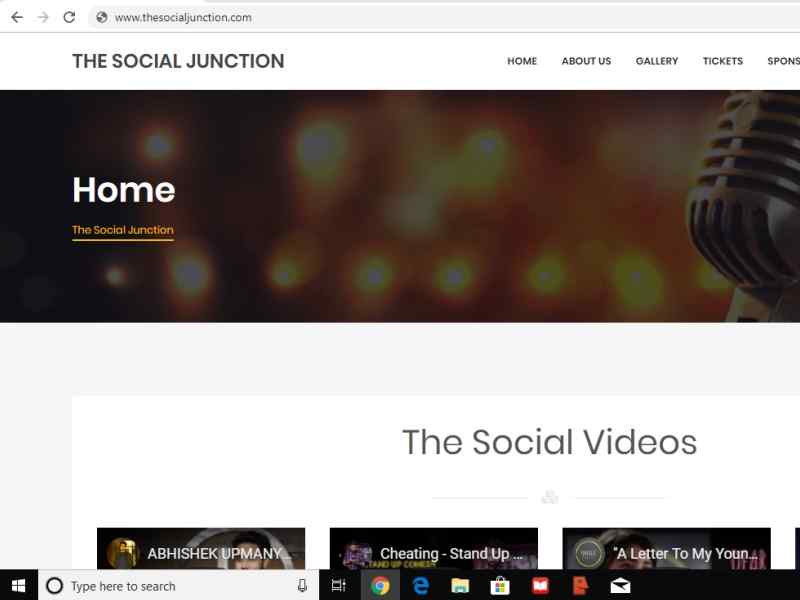 www.thesocialjunction.com
THE SOCIAL JUNCTION
HOME ABOUT US GALLERY TICKETS SPONS
Home
The Social Junction
The Social Videos
ABHISHEK UPMANY...
Cheating - Stand Up ...
"A Letter To My Youn...
STAND UP COMEDY
Type here to search